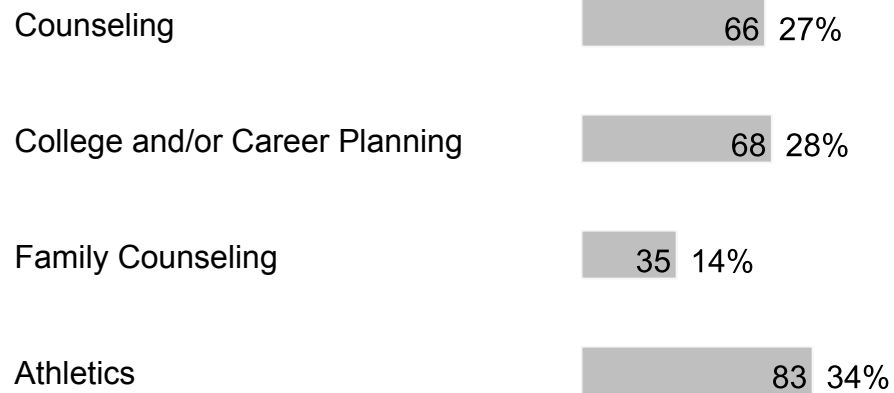 Counseling 66 27%
College and/or Career Planning 68 28%
Family Counseling 35 14%
Athletics 83 34%